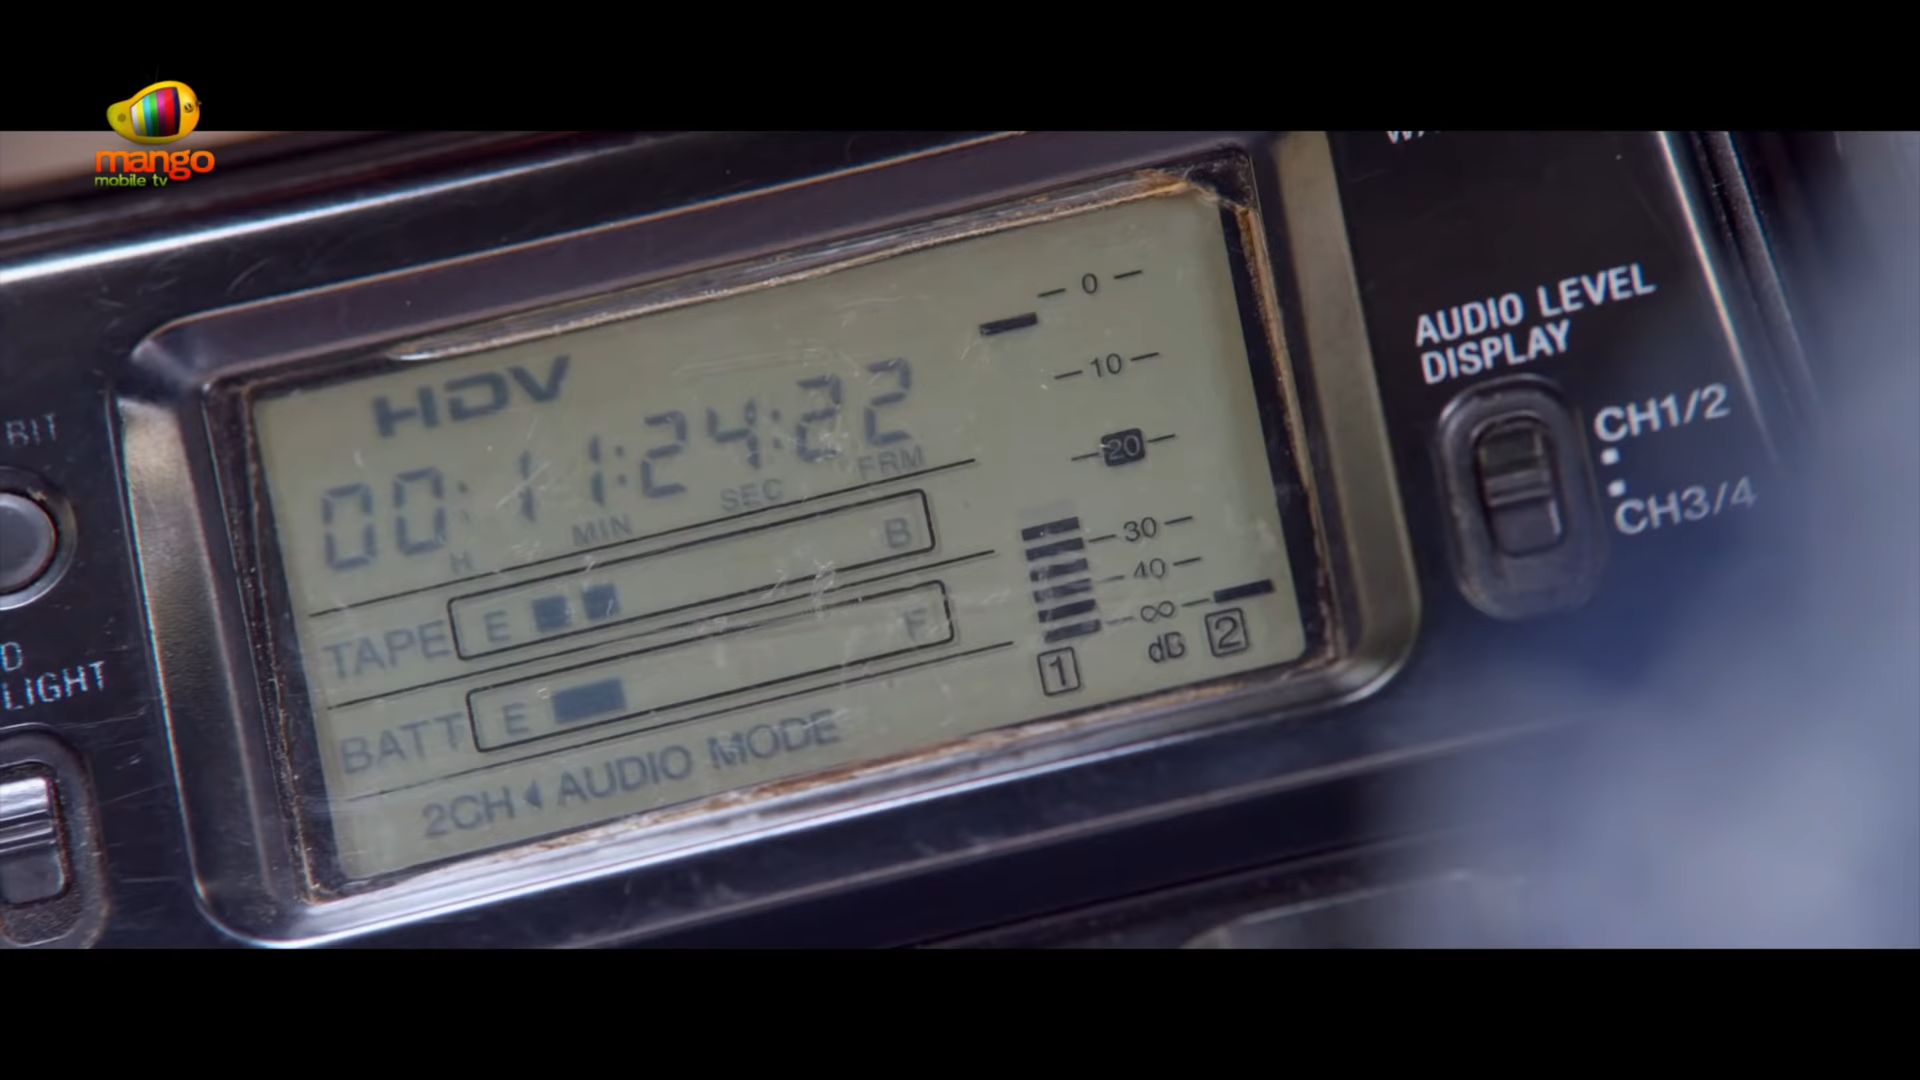 mango
mobile tv
HDV
00:11:24:22
H MIN SEC FRM
TAPE E B
BATT E F
2CH AUDIO MODE
0
10
20
30
40
∞
dB
1 2
AUDIO LEVEL
DISPLAY
CH1/2
CH3/4
LIGHT